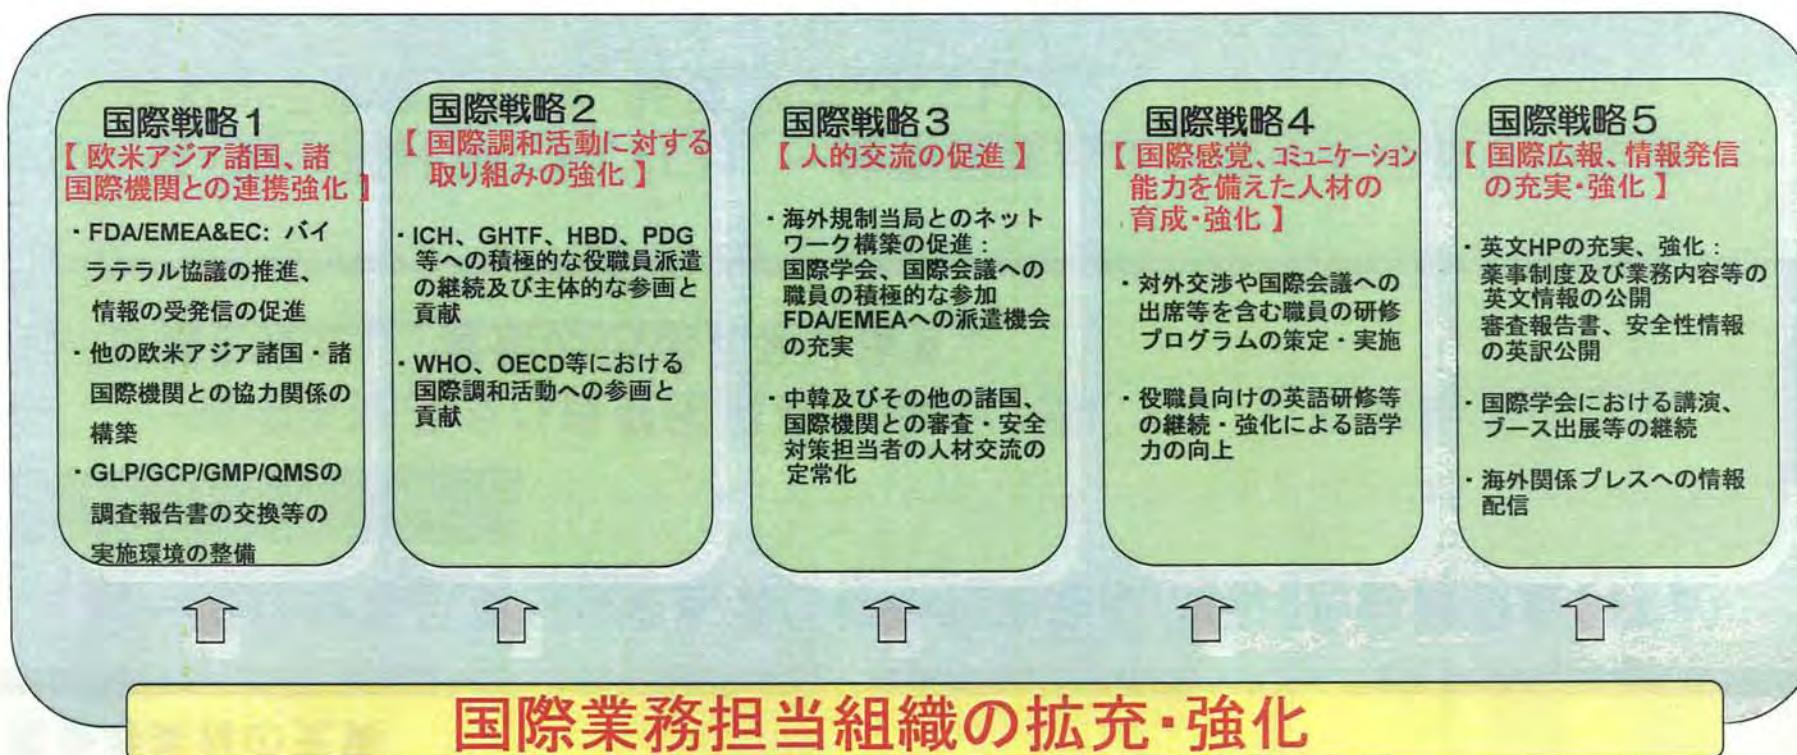 国際戦略1
【 欧米アジア諸国、諸
国際機関との連携強化 】
・FDA/EMEA&EC: バイ
ラテラル協議の推進、
情報の受発信の促進
・他の欧米アジア諸国・諸
国際機関との協力関係の
構築
・GLP/GCP/GMP/QMSの
調査報告書の交換等の
実施環境の整備
国際戦略2
【 国際調和活動に対する
取り組みの強化 】
・ICH、GHTF、HBD、PDG
等への積極的な役職員派遣
の継続及び主体的な参画と
貢献
・WHO、OECD等における
国際調和活動への参画と
貢献
国際戦略3
【 人的交流の促進 】
・海外規制当局とのネット
ワーク構築の促進：
国際学会、国際会議への
職員の積極的な参加
FDA/EMEAへの派遣機会
の充実
・中韓及びその他の諸国、
国際機関との審査・安全
対策担当者の人材交流の
定常化
国際戦略4
【 国際感覚、コミュニケーション
能力を備えた人材の
育成・強化 】
・対外交渉や国際会議への
出席等を含む職員の研修
プログラムの策定・実施
・役職員向けの英語研修等
の継続・強化による語学
力の向上
国際戦略5
【 国際広報、情報発信
の充実・強化 】
・英文HPの充実、強化：
薬事制度及び業務内容等の
英文情報の公開
審査報告書、安全性情報
の英訳公開
・国際学会における講演、
ブース出展等の継続
・海外関係プレスへの情報
配信
国際業務担当組織の拡充・強化